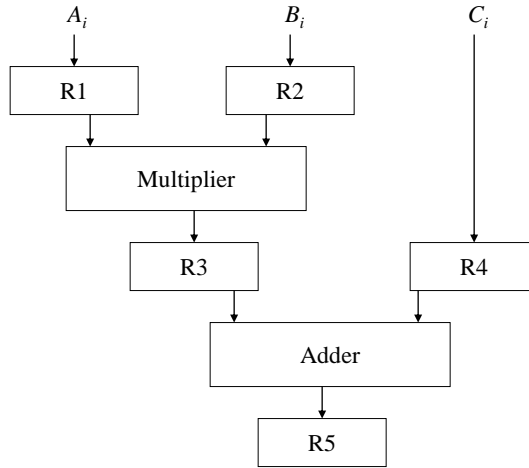 A_i B_i C_i
R1 R2
Multiplier
R3 R4
Adder
R5